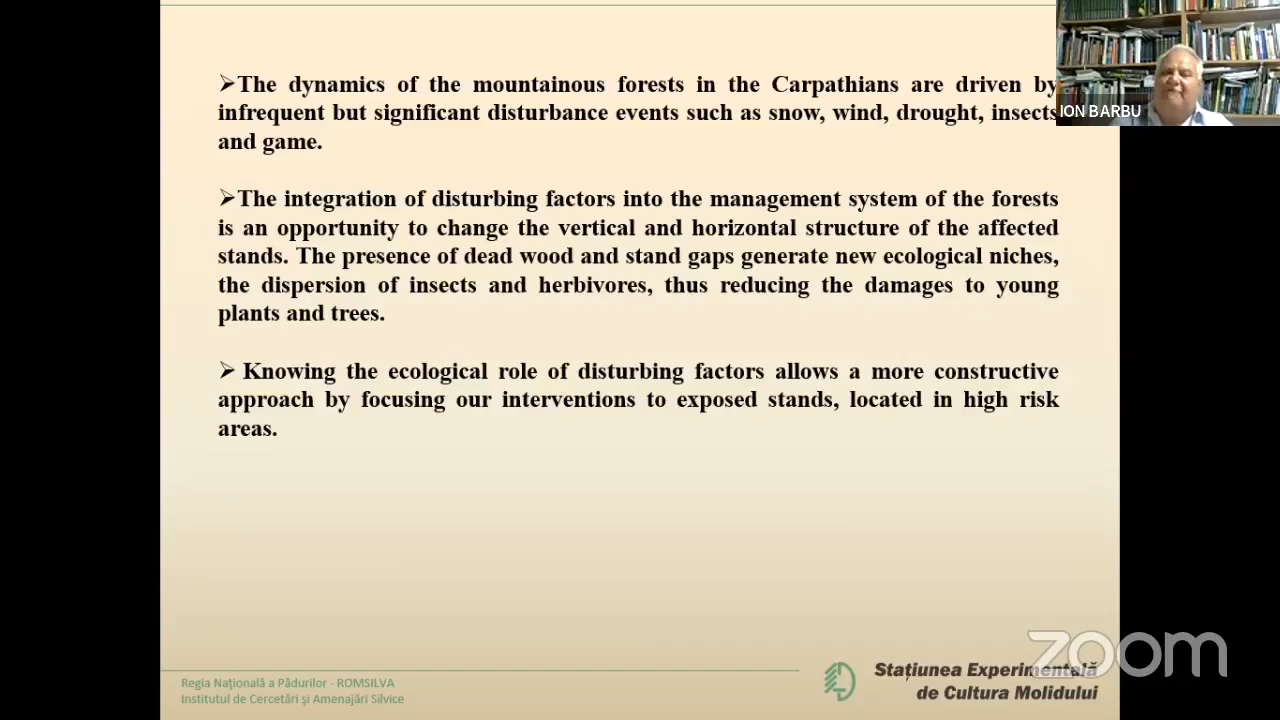 ➢The dynamics of the mountainous forests in the Carpathians are driven by
infrequent but significant disturbance events such as snow, wind, drought, insects
and game.
➢The integration of disturbing factors into the management system of the forests
is an opportunity to change the vertical and horizontal structure of the affected
stands. The presence of dead wood and stand gaps generate new ecological niches,
the dispersion of insects and herbivores, thus reducing the damages to young
plants and trees.
➢ Knowing the ecological role of disturbing factors allows a more constructive
approach by focusing our interventions to exposed stands, located in high risk
areas.
ION BARBU
Regia Națională a Pădurilor - ROMSILVA
Institutul de Cercetări și Amenajări Silvice
Stațiunea Experimentală
de Cultura Molidului
zoom